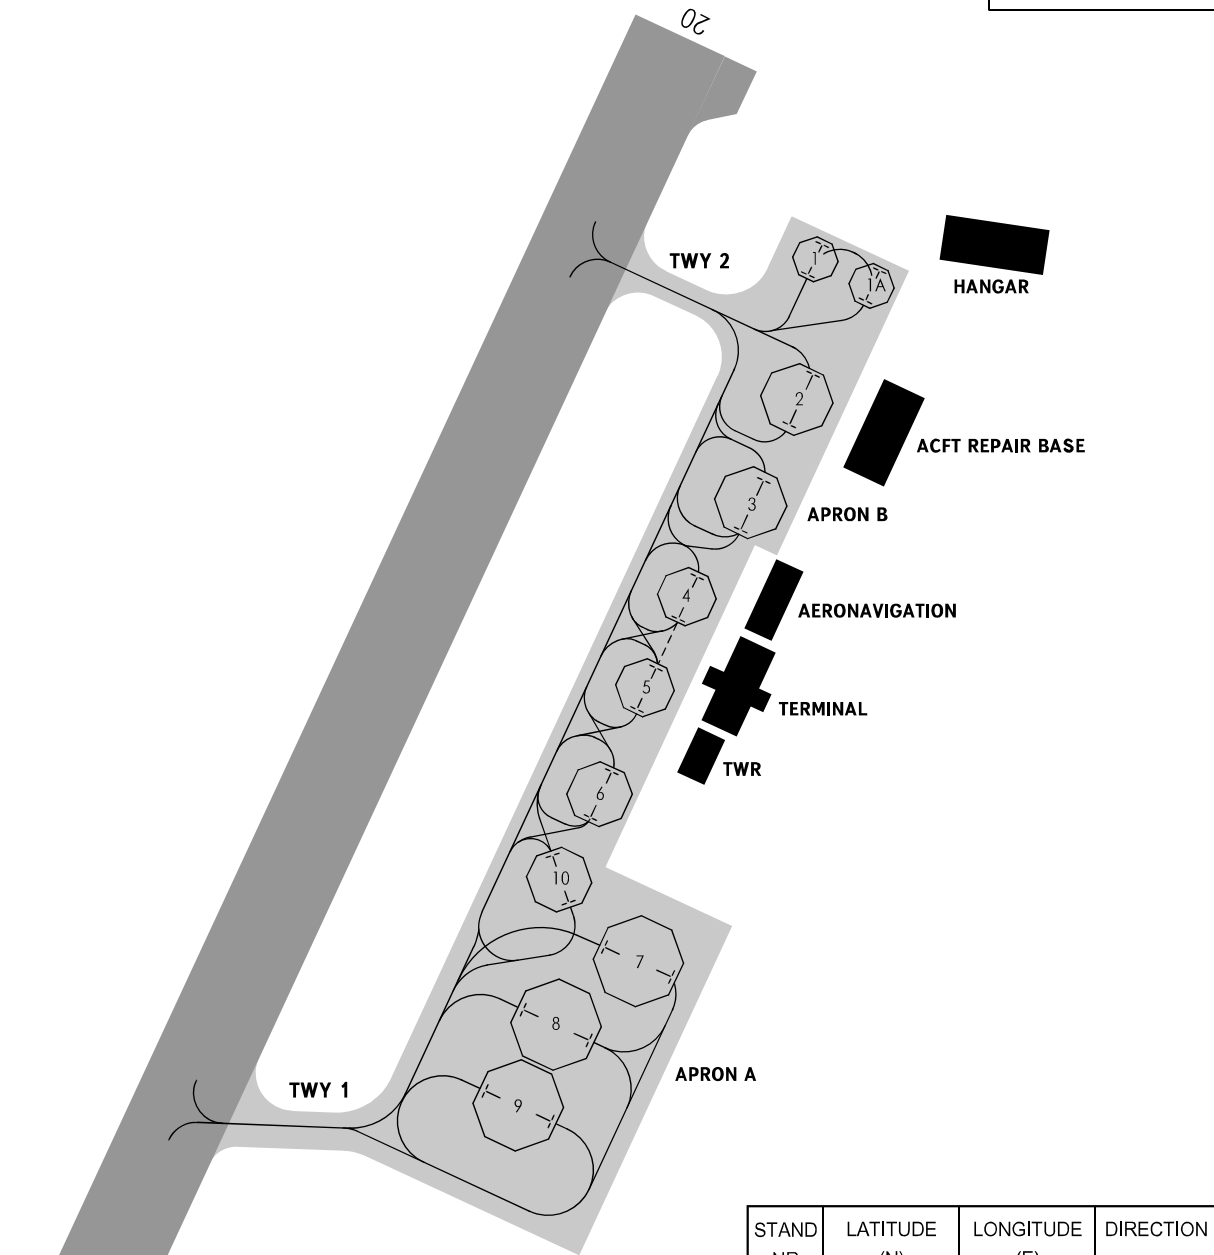 20
TWY 2
1
1A
HANGAR
2
ACFT REPAIR BASE
3
APRON B
4
AERONAVIGATION
5
TERMINAL
TWR
6
10
7
8
APRON A
TWY 1
9
STAND LATITUDE LONGITUDE DIRECTION
NR (N) (E)